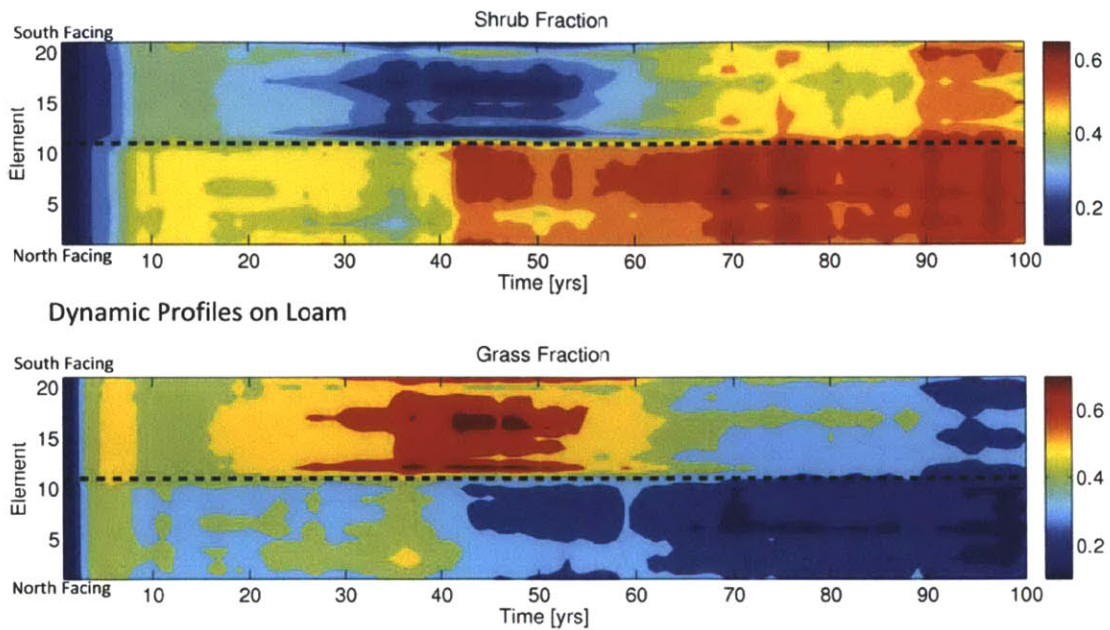 Shrub Fraction
South Facing
20
15
10
5
Element
North Facing
10 20 30 40 50 60 70 80 90 100
Time [yrs]
0.6
0.4
0.2
Dynamic Profiles on Loam
Grass Fraction
South Facing
20
15
10
5
Element
North Facing
10 20 30 40 50 60 70 80 90 100
Time [yrs]
0.6
0.4
0.2